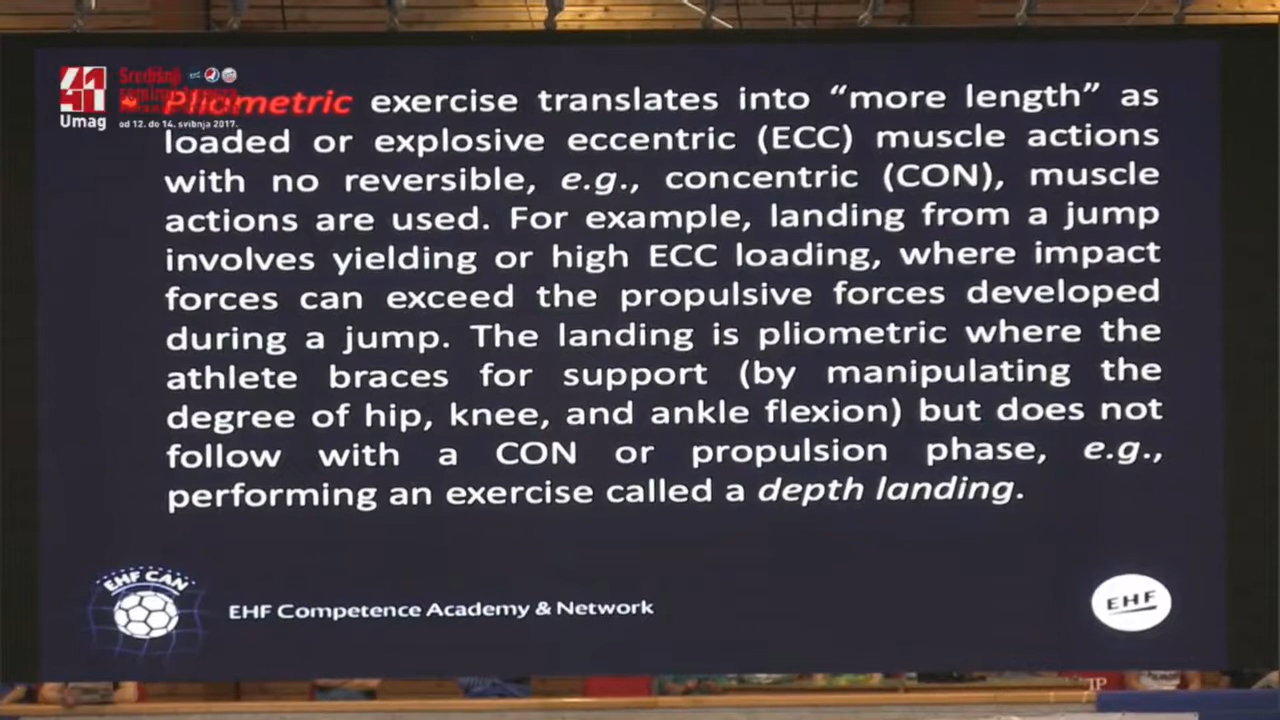 41
Središnji
Umag
od 12. do 14. svibnja 2017.
Pliometric exercise translates into “more length” as
loaded or explosive eccentric (ECC) muscle actions
with no reversible, e.g., concentric (CON), muscle
actions are used. For example, landing from a jump
involves yielding or high ECC loading, where impact
forces can exceed the propulsive forces developed
during a jump. The landing is pliometric where the
athlete braces for support (by manipulating the
degree of hip, knee, and ankle flexion) but does not
follow with a CON or propulsion phase, e.g.,
performing an exercise called a depth landing.
EHF CAN
EHF Competence Academy & Network
EHF